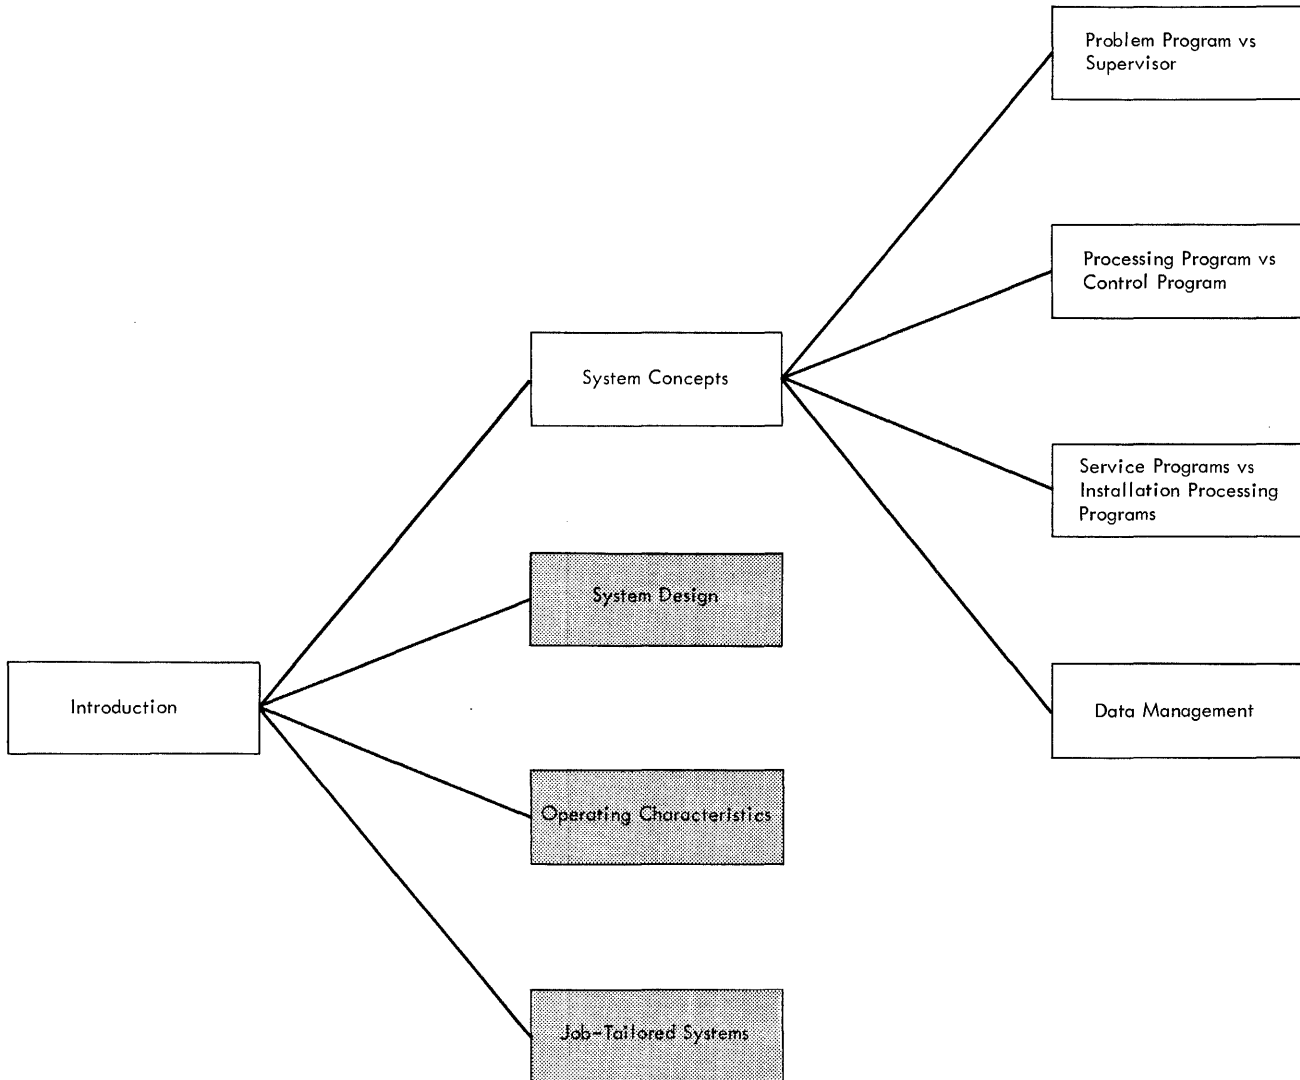 Problem Program vs
Supervisor
Processing Program vs
Control Program
System Concepts
Service Programs vs
Installation Processing
Programs
System Design
Introduction
Data Management
Operating Characteristics
Job-Tailored Systems